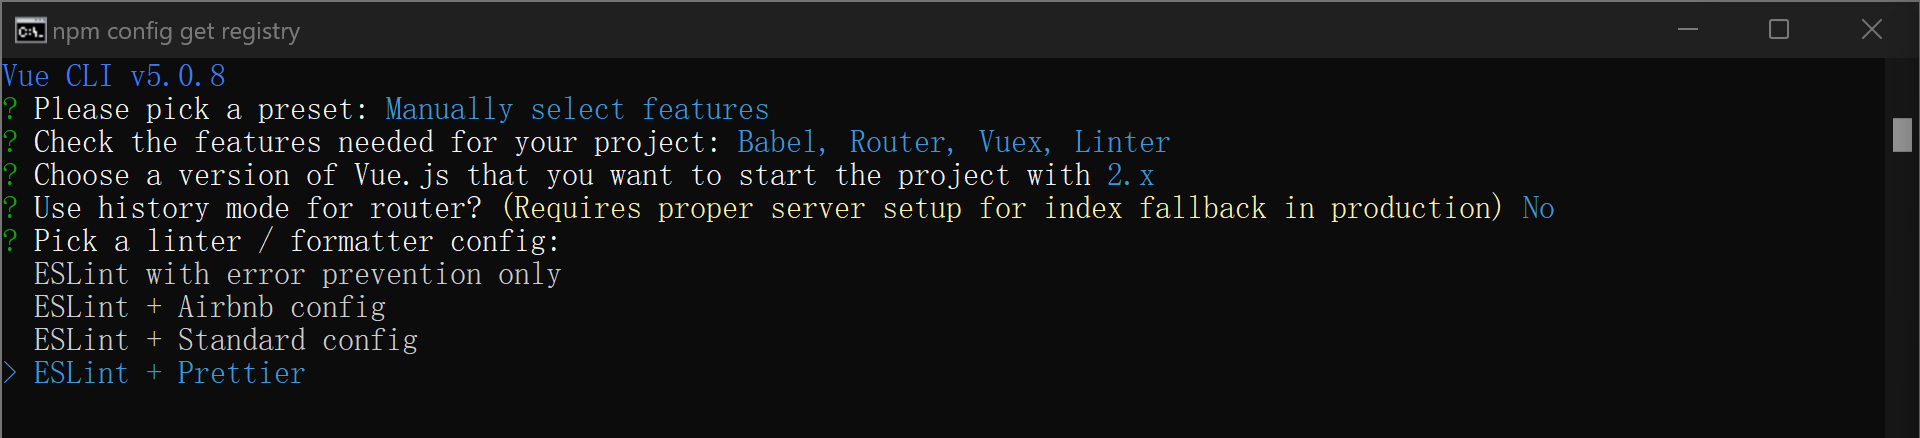 npm config get registry
Vue CLI v5.0.8
? Please pick a preset: Manually select features
? Check the features needed for your project: Babel, Router, Vuex, Linter
? Choose a version of Vue.js that you want to start the project with 2.x
? Use history mode for router? (Requires proper server setup for index fallback in production) No
? Pick a linter / formatter config:
  ESLint with error prevention only
  ESLint + Airbnb config
  ESLint + Standard config
> ESLint + Prettier